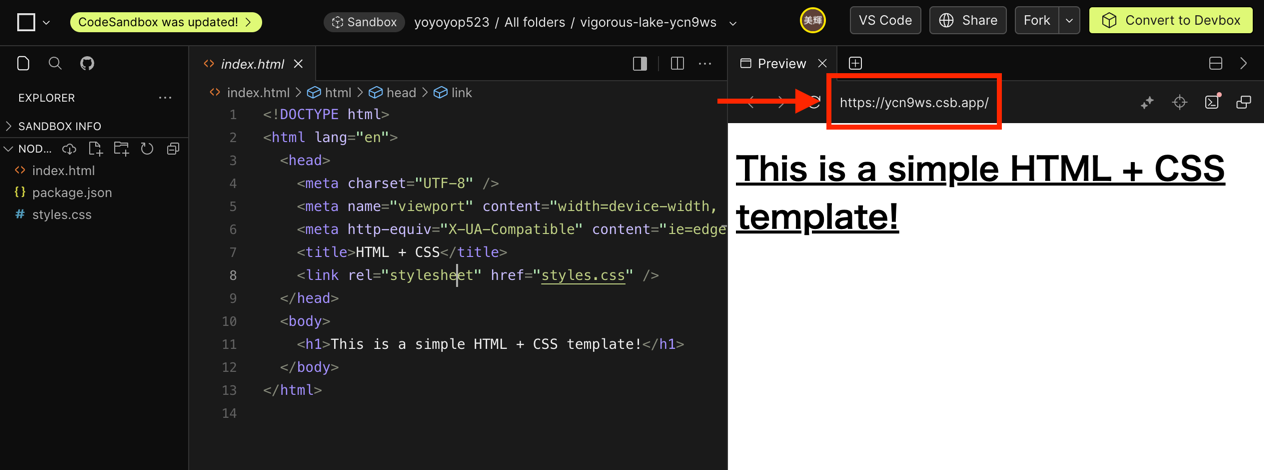 CodeSandbox was updated!
Sandbox
yoyoyop523 / All folders / vigorous-lake-ycn9ws
美輝
VS Code
Share
Fork
Convert to Devbox
index.html
Preview
EXPLORER
index.html > html > head > link
https://ycn9ws.csb.app/
SANDBOX INFO
NOD...
index.html
package.json
styles.css
1 <!DOCTYPE html>
2 <html lang="en">
3 <head>
4 <meta charset="UTF-8" />
5 <meta name="viewport" content="width=device-width,
6 <meta http-equiv="X-UA-Compatible" content="ie=edge
7 <title>HTML + CSS</title>
8 <link rel="stylesheet" href="styles.css" />
9 </head>
10 <body>
11 <h1>This is a simple HTML + CSS template!</h1>
12 </body>
13 </html>
14
This is a simple HTML + CSS
template!